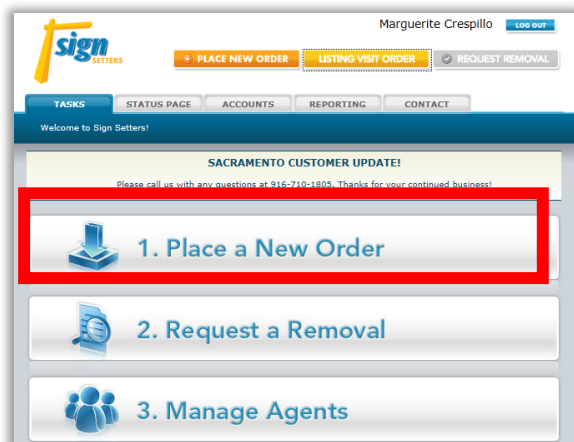 Marguerite Crespillo LOG OUT
sign
SETTERS
PLACE NEW ORDER LISTING VISIT ORDER REQUEST REMOVAL
TASKS STATUS PAGE ACCOUNTS REPORTING CONTACT
Welcome to Sign Setters!
SACRAMENTO CUSTOMER UPDATE!
Please call us with any questions at 916-710-1805. Thanks for your continued business!
1. Place a New Order
2. Request a Removal
3. Manage Agents